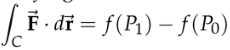 ∫_C F⃗ · dr⃗ = f(P₁) − f(P₀)